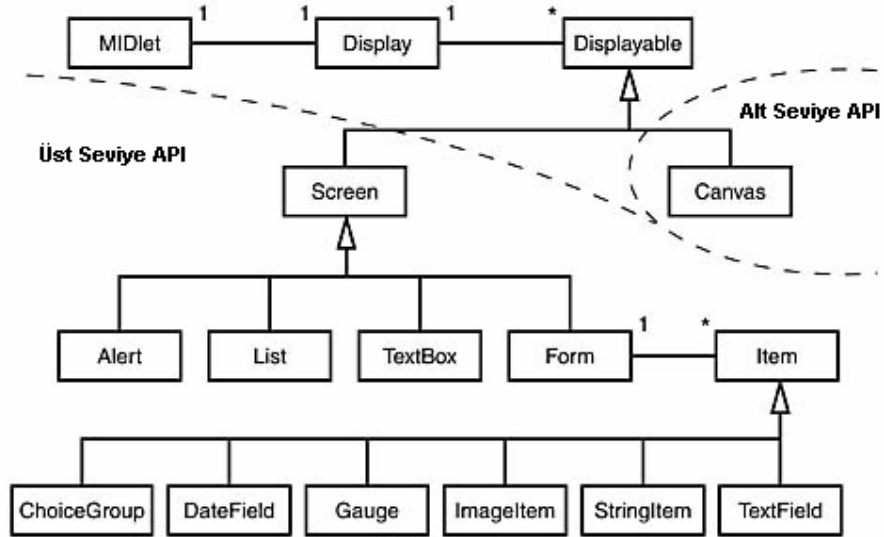 1 1 1 *
MIDlet Display Displayable
Alt Seviye API
Üst Seviye API
Screen Canvas
1 *
Alert List TextBox Form Item
ChoiceGroup DateField Gauge ImageItem StringItem TextField